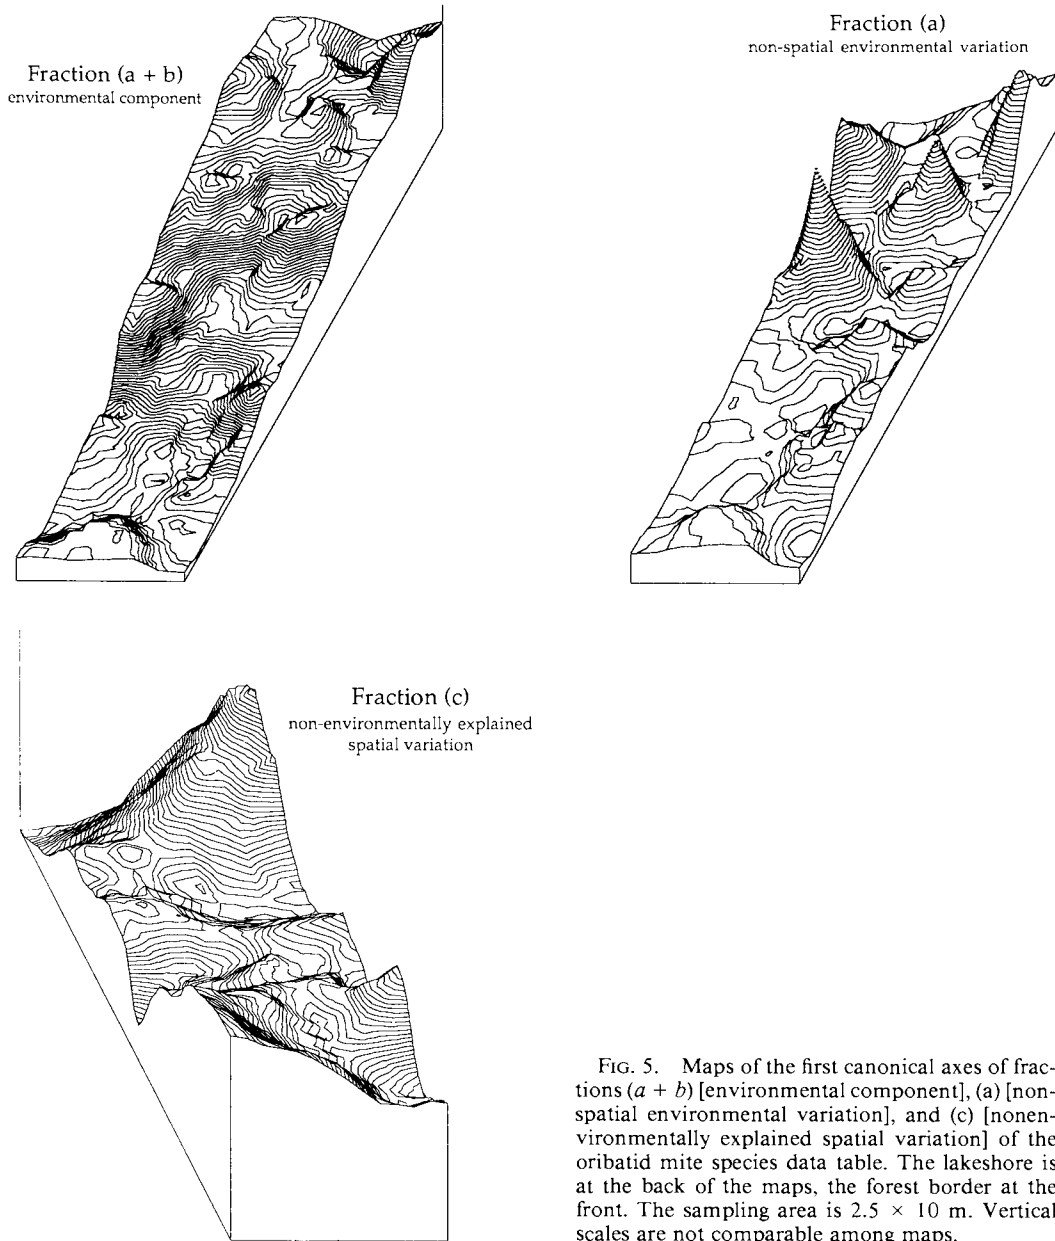 Fraction (a + b)
environmental component
Fraction (a)
non-spatial environmental variation
Fraction (c)
non-environmentally explained
spatial variation
FIG. 5. Maps of the first canonical axes of frac-
tions (a + b) [environmental component], (a) [non-
spatial environmental variation], and (c) [nonen-
vironmentally explained spatial variation] of the
oribatid mite species data table. The lakeshore is
at the back of the maps, the forest border at the
front. The sampling area is 2.5 × 10 m. Vertical
scales are not comparable among maps.